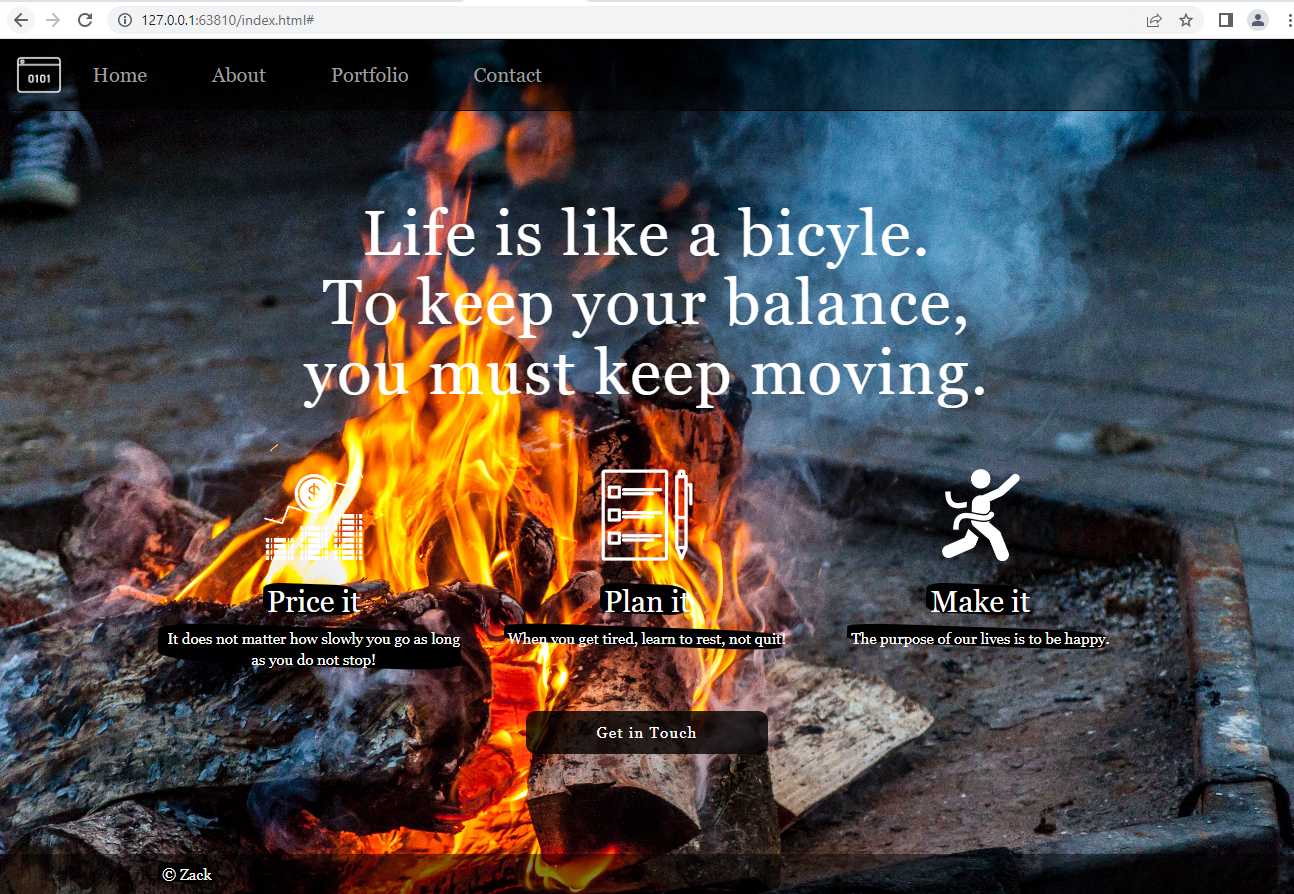 127.0.0.1:63810/index.html#
0101
Home About Portfolio Contact
Life is like a bicyle.
To keep your balance,
you must keep moving.
$
Price it
It does not matter how slowly you go as long
as you do not stop!
Plan it
When you get tired, learn to rest, not quit!
Make it
The purpose of our lives is to be happy.
Get in Touch
© Zack